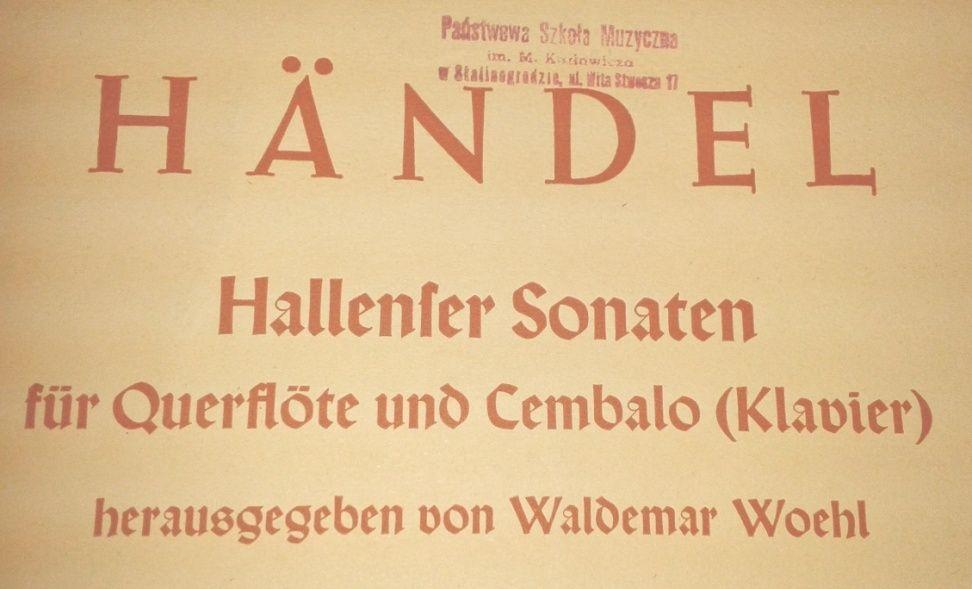 Państwowa Szkoła Muzyczna
im. M. Karłowicza
w Stalinogrodzie, ul. Wita Stwosza 17
HÄNDEL
Hallenſer Sonaten
für Querflöte und Cembalo (Klavier)
herausgegeben von Waldemar Woehl